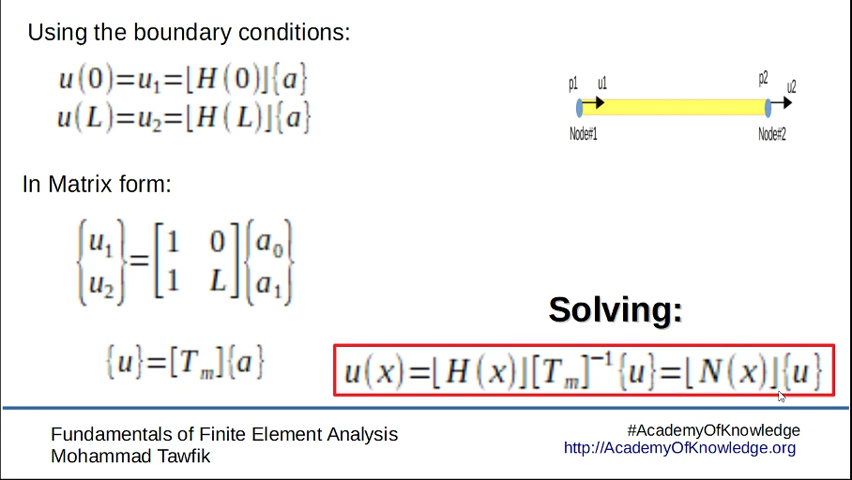 Using the boundary conditions:
u(0)=u₁=⌊H(0)⌋{a}
u(L)=u₂=⌊H(L)⌋{a}
p1 u1 p2 u2
Node#1 Node#2
In Matrix form:
{u₁ u₂}=[1 0 1 L]{a₀ a₁}
Solving:
{u}=[Tₘ]{a}
u(x)=⌊H(x)⌋[Tₘ]⁻¹{u}=⌊N(x)⌋{u}
Fundamentals of Finite Element Analysis
Mohammad Tawfik
#AcademyOfKnowledge
http://AcademyOfKnowledge.org